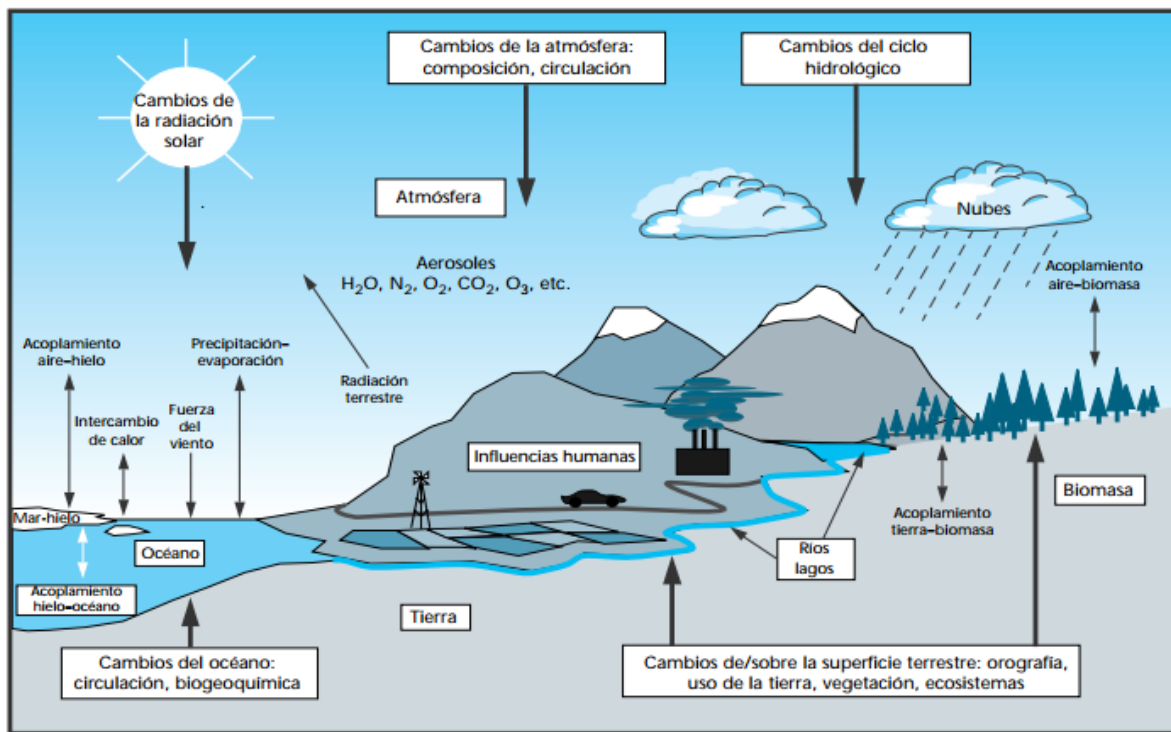 Cambios de la atmósfera:
composición, circulación
Cambios del ciclo
hidrológico
Cambios de
la radiación
solar
Atmósfera
Nubes
Aerosoles
H₂O, N₂, O₂, CO₂, O₃, etc.
Acoplamiento
aire-biomasa
Acoplamiento
aire-hielo
Precipitación-
evaporación
Radiación
terrestre
Intercambio
de calor
Fuerza
del
viento
Influencias humanas
Biomasa
Mar-hielo
Acoplamiento
tierra-biomasa
Océano
Ríos
lagos
Acoplamiento
hielo-océano
Tierra
Cambios del océano:
circulación, biogeoquímica
Cambios de/sobre la superficie terrestre: orografia,
uso de la tierra, vegetación, ecosistemas